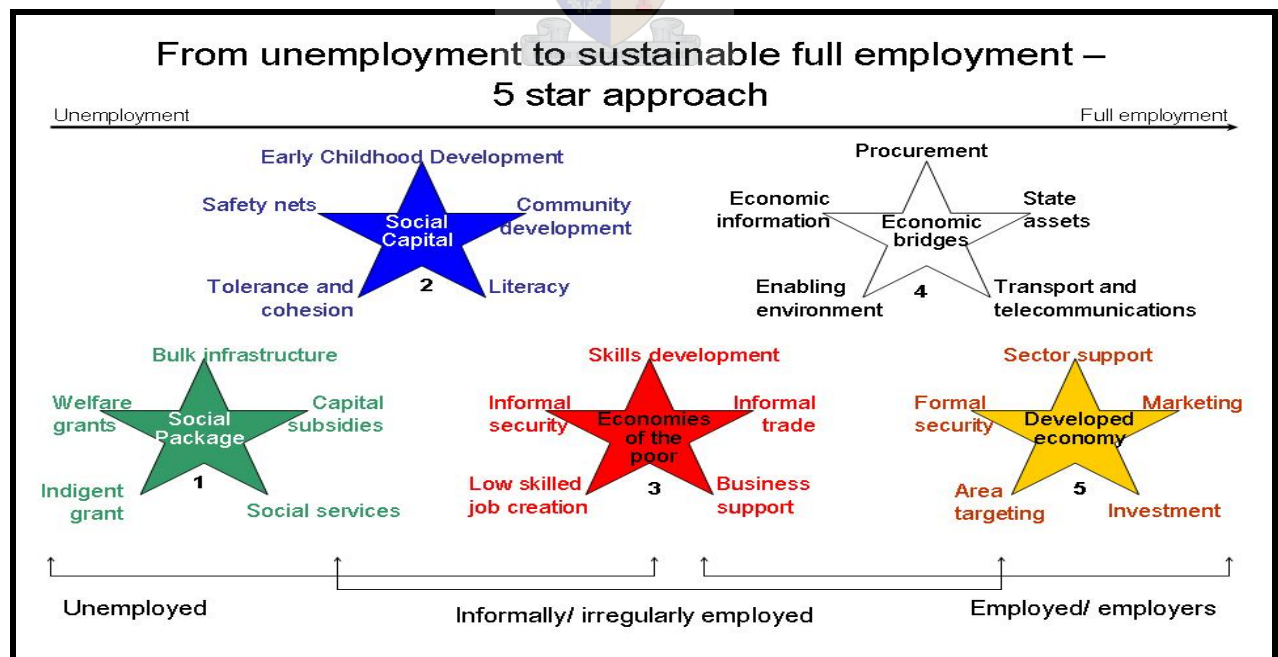 From unemployment to sustainable full employment –
5 star approach
Unemployment
Full employment
Early Childhood Development
Safety nets
Community
development
Social
Capital
Tolerance and
cohesion
2
Literacy
Procurement
Economic
information
State
assets
Economic
bridges
Enabling
environment
4
Transport and
telecommunications
Bulk infrastructure
Welfare
grants
Capital
subsidies
Social
Package
Indigent
grant
1
Social services
Skills development
Informal
security
Informal
trade
Economies
of the
poor
Low skilled
job creation
3
Business
support
Sector support
Formal
security
Marketing
Developed
economy
Area
targeting
5
Investment
Unemployed
Informally/ irregularly employed
Employed/ employers